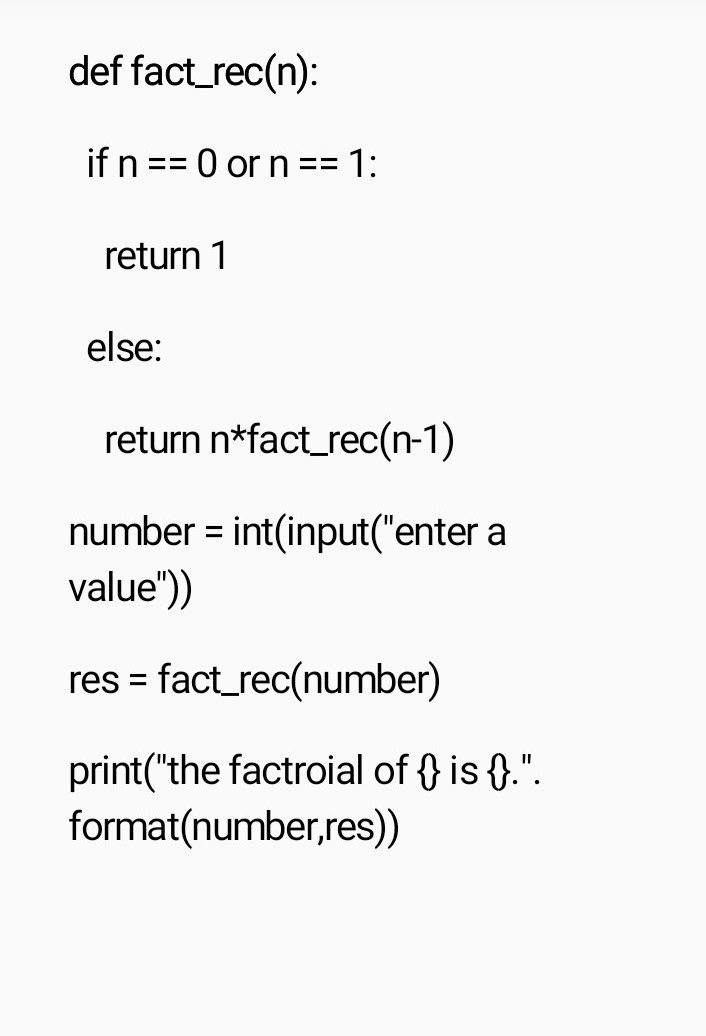 def fact_rec(n):
if n == 0 or n == 1:
return 1
else:
return n*fact_rec(n-1)
number = int(input("enter a
value"))
res = fact_rec(number)
print("the factroial of {} is {}.".
format(number,res))